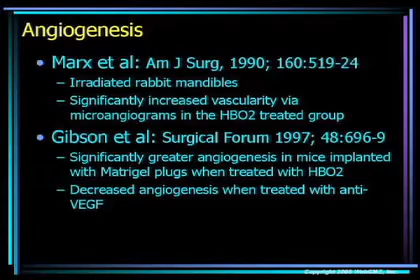 Angiogenesis
• Marx et al: Am J Surg, 1990; 160:519-24
– Irradiated rabbit mandibles
– Significantly increased vascularity via
microangiograms in the HBO2 treated group
• Gibson et al: Surgical Forum 1997; 48:696-9
– Significantly greater angiogenesis in mice implanted
with Matrigel plugs when treated with HBO2
– Decreased angiogenesis when treated with anti-
VEGF
Copyright Inc.